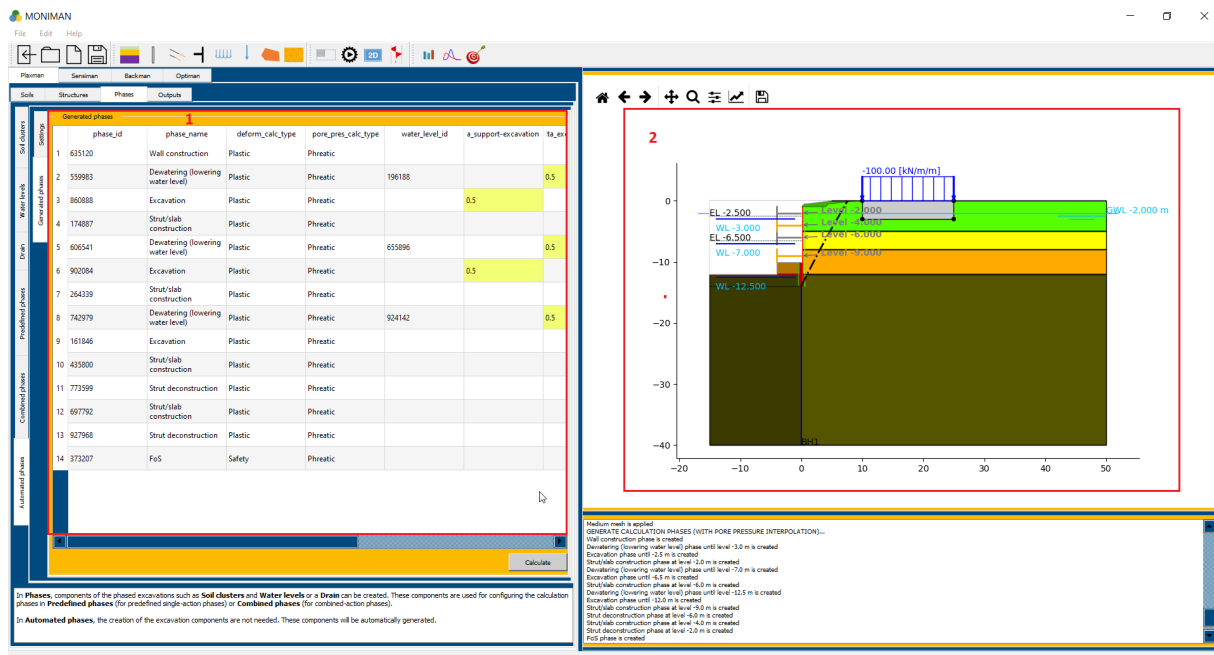 MONIMAN
File Edit Help
2D
Plaxman Sensiman Backman Optiman
Soils Structures Phases Outputs
Soil clusters
Water levels
Drain
Predefined phases
Combined phases
Automated phases
Settings
Generated phases
Generated phases
1
phase_id phase_name deform_calc_type pore_pres_calc_type water_level_id a_support-excavation ta_exc
1 635120 Wall construction Plastic Phreatic
2 559983 Dewatering (lowering water level) Plastic Phreatic 196188 0.5
3 860888 Excavation Plastic Phreatic 0.5
4 174887 Strut/slab construction Plastic Phreatic
5 606541 Dewatering (lowering water level) Plastic Phreatic 655896 0.5
6 902084 Excavation Plastic Phreatic 0.5
7 264339 Strut/slab construction Plastic Phreatic
8 742979 Dewatering (lowering water level) Plastic Phreatic 924142 0.5
9 161846 Excavation Plastic Phreatic
10 435800 Strut/slab construction Plastic Phreatic
11 773599 Strut deconstruction Plastic Phreatic
12 697792 Strut/slab construction Plastic Phreatic
13 927968 Strut deconstruction Plastic Phreatic
14 373207 FoS Safety Phreatic
Calculate
In Phases, components of the phased excavations such as Soil clusters and Water levels or a Drain can be created. These components are used for configuring the calculation
phases in Predefined phases (for predefined single-action phases) or Combined phases (for combined-action phases).
In Automated phases, the creation of the excavation components are not needed. These components will be automatically generated.
2
-100.00 [kN/m/m]
EL -2.500
WL -3.000
EL -6.500
WL -7.000
WL -12.500
Level -2.000
Level -4.000
Level -6.000
Level -9.000
GWL -2.000 m
BH1
0
−10
−20
−30
−40
−20 −10 0 10 20 30 40 50
Medium mesh is applied
GENERATE CALCULATION PHASES (WITH PORE PRESSURE INTERPOLATION)...
Wall construction phase is created
Dewatering (lowering water level) phase until level -3.0 m is created
Excavation phase until -2.5 m is created
Strut/slab construction phase at level -2.0 m is created
Dewatering (lowering water level) phase until level -7.0 m is created
Excavation phase until -6.5 m is created
Strut/slab construction phase at level -6.0 m is created
Dewatering (lowering water level) phase until level -12.5 m is created
Excavation phase until -12.0 m is created
Strut/slab construction phase at level -9.0 m is created
Strut deconstruction phase at level -6.0 m is created
Strut/slab construction phase at level -4.0 m is created
Strut deconstruction phase at level -2.0 m is created
FoS phase is created